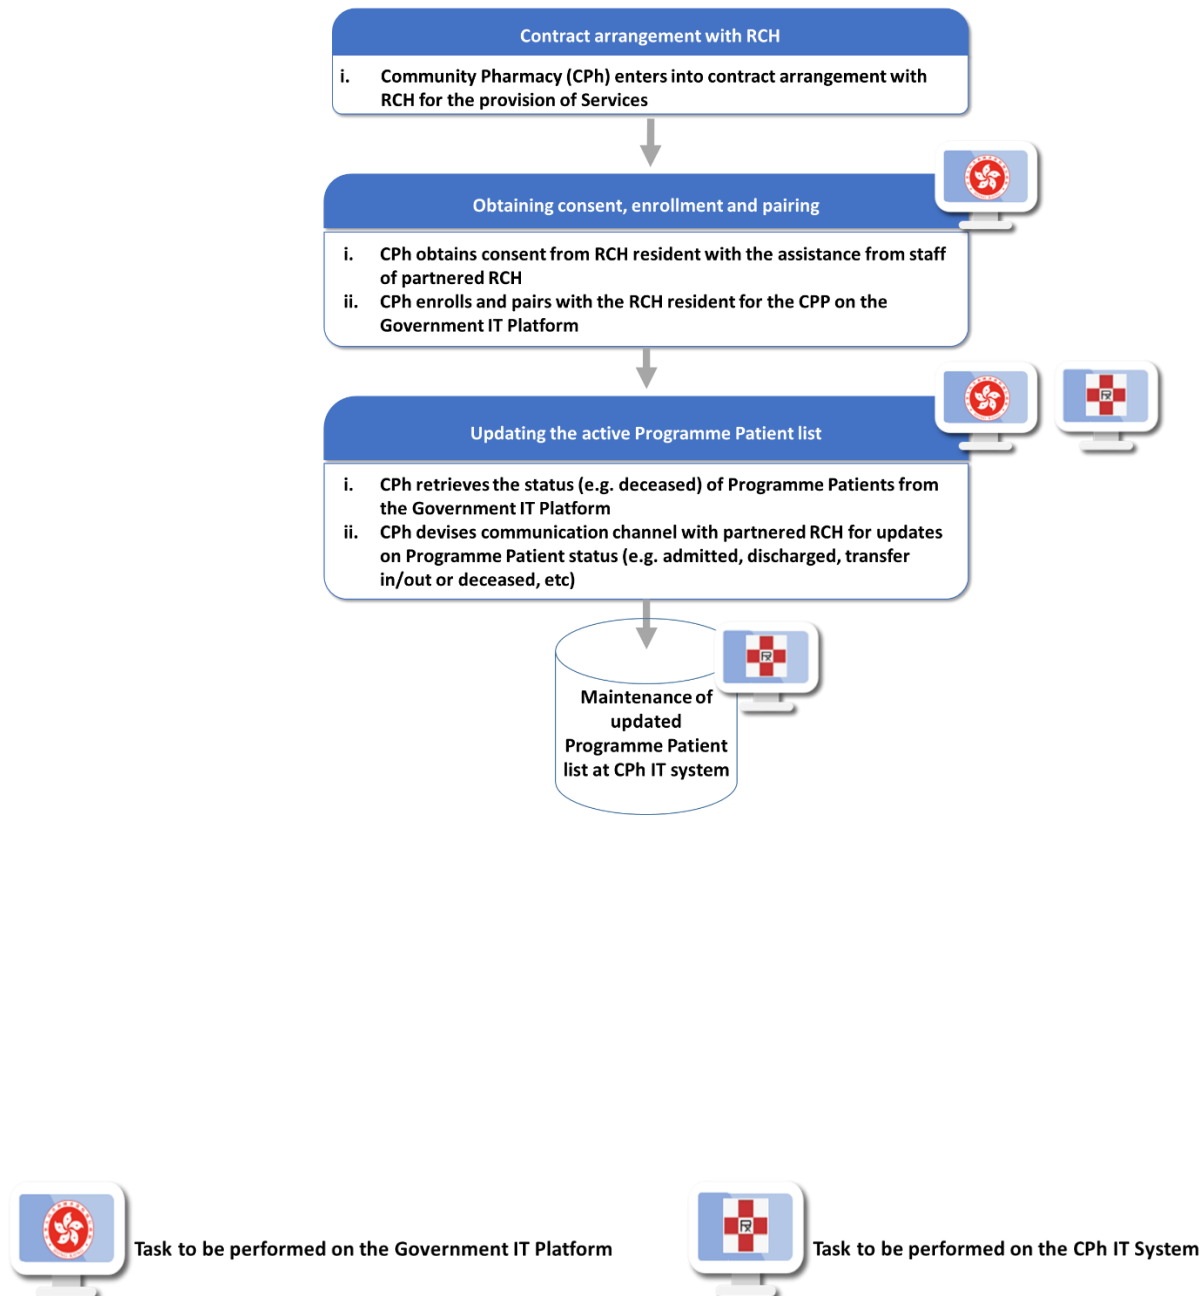 Contract arrangement with RCH
i. Community Pharmacy (CPh) enters into contract arrangement with
RCH for the provision of Services
Obtaining consent, enrollment and pairing
i. CPh obtains consent from RCH resident with the assistance from staff
of partnered RCH
ii. CPh enrolls and pairs with the RCH resident for the CPP on the
Government IT Platform
Updating the active Programme Patient list
i. CPh retrieves the status (e.g. deceased) of Programme Patients from
the Government IT Platform
ii. CPh devises communication channel with partnered RCH for updates
on Programme Patient status (e.g. admitted, discharged, transfer
in/out or deceased, etc)
Maintenance of
updated
Programme Patient
list at CPh IT system
Task to be performed on the Government IT Platform
Task to be performed on the CPh IT System